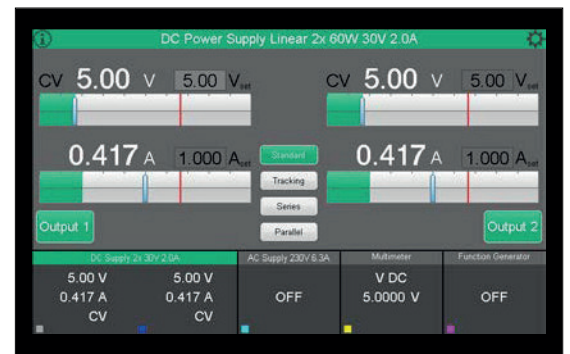 DC Power Supply Linear 2x 60W 30V 2.0A
CV 5.00 V 5.00 Vset
CV 5.00 V 5.00 Vset
0.417 A 1.000 Aset
0.417 A 1.000 Aset
Standard
Tracking
Series
Parallel
Output 1
Output 2
DC Supply 2x 30V 2.0A
5.00 V 5.00 V
0.417 A 0.417 A
CV CV
AC Supply 230V 6.3A
OFF
Multimeter
V DC
5.0000 V
Function Generator
OFF